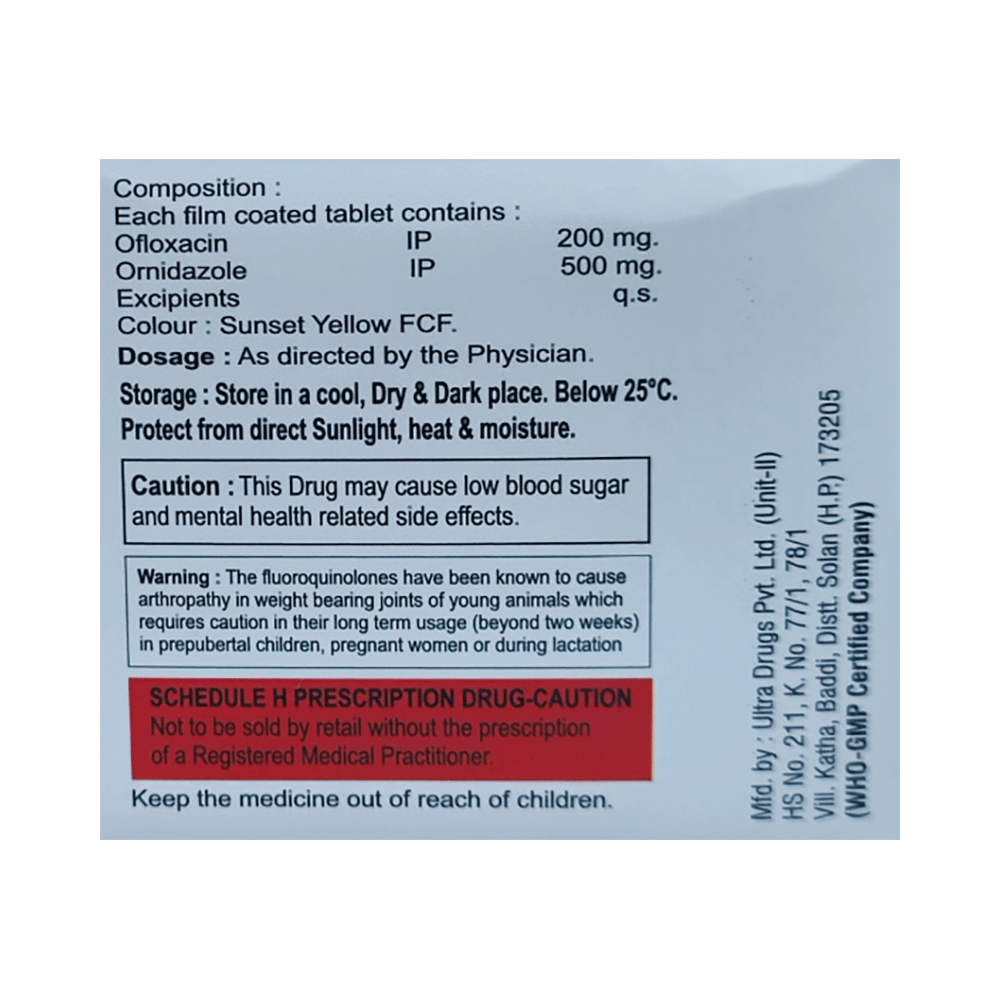 Composition :
Each film coated tablet contains :
Ofloxacin IP 200 mg.
Ornidazole IP 500 mg.
Excipients q.s.
Colour : Sunset Yellow FCF.
Dosage : As directed by the Physician.
Storage : Store in a cool, Dry & Dark place. Below 25°C.
Protect from direct Sunlight, heat & moisture.
Caution : This Drug may cause low blood sugar
and mental health related side effects.
Warning : The fluoroquinolones have been known to cause
arthropathy in weight bearing joints of young animals which
requires caution in their long term usage (beyond two weeks)
in prepubertal children, pregnant women or during lactation
SCHEDULE H PRESCRIPTION DRUG-CAUTION
Not to be sold by retail without the prescription
of a Registered Medical Practitioner.
Keep the medicine out of reach of children.
Mfd. by : Ultra Drugs Pvt. Ltd. (Unit-II)
HS No. 211, K. No. 77/1, 78/1
Vill. Katha, Baddi, Distt. Solan (H.P.) 173205
(WHO-GMP Certified Company)